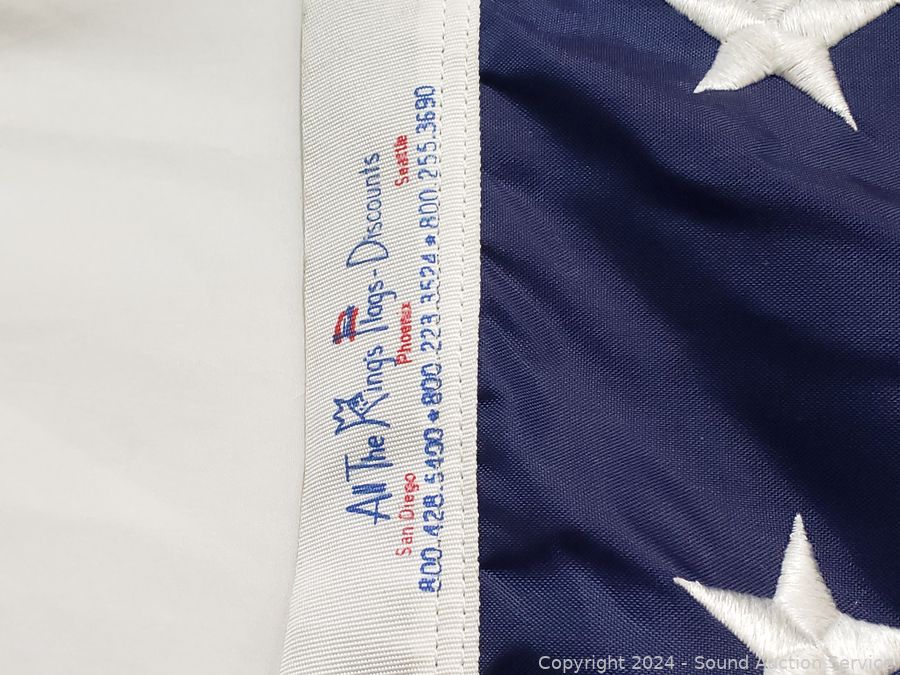 All The King's Flags-Discounts
San Diego Phoenix Seattle
800.428.5400★800.223.3524★800.255.3690
Copyright 2024 - Sound Auction Service